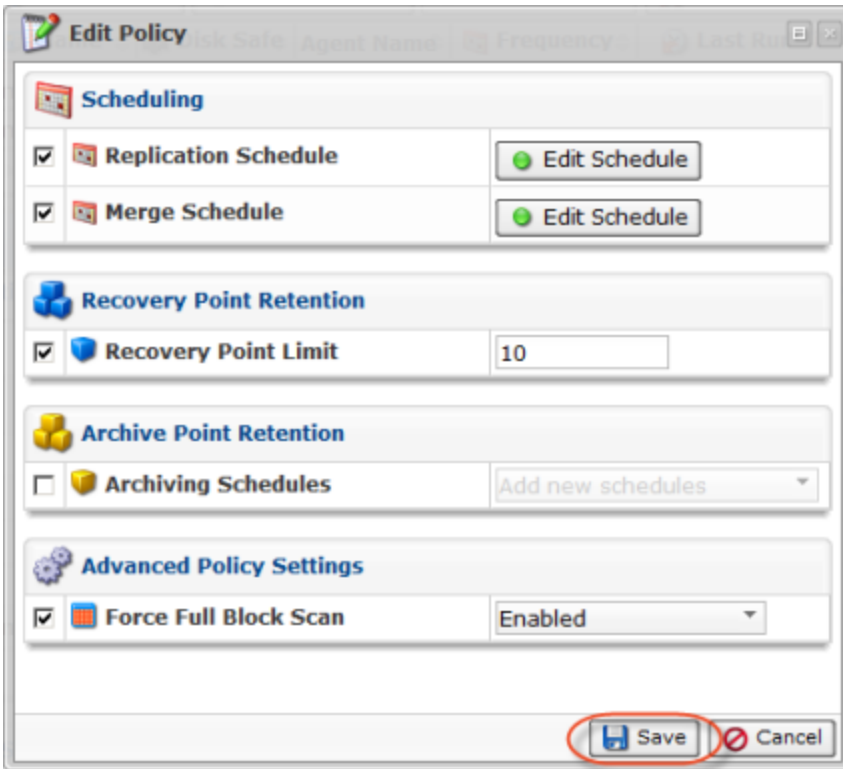 Edit Policy
Name Disk Safe Agent Name Frequency Last Ru
Scheduling
Replication Schedule Edit Schedule
Merge Schedule Edit Schedule
Recovery Point Retention
Recovery Point Limit 10
Archive Point Retention
Archiving Schedules Add new schedules
Advanced Policy Settings
Force Full Block Scan Enabled
Save Cancel